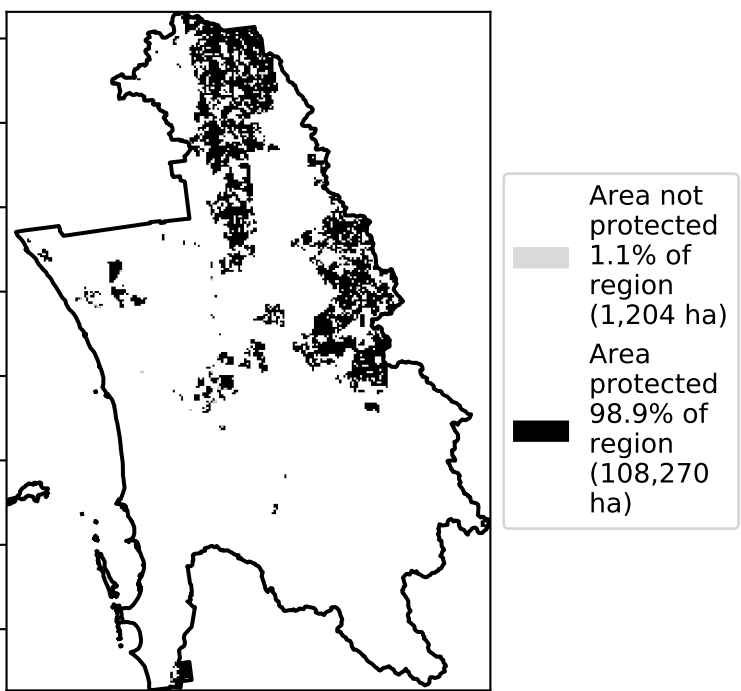 Area not
protected
1.1% of
region
(1,204 ha)
Area
protected
98.9% of
region
(108,270
ha)